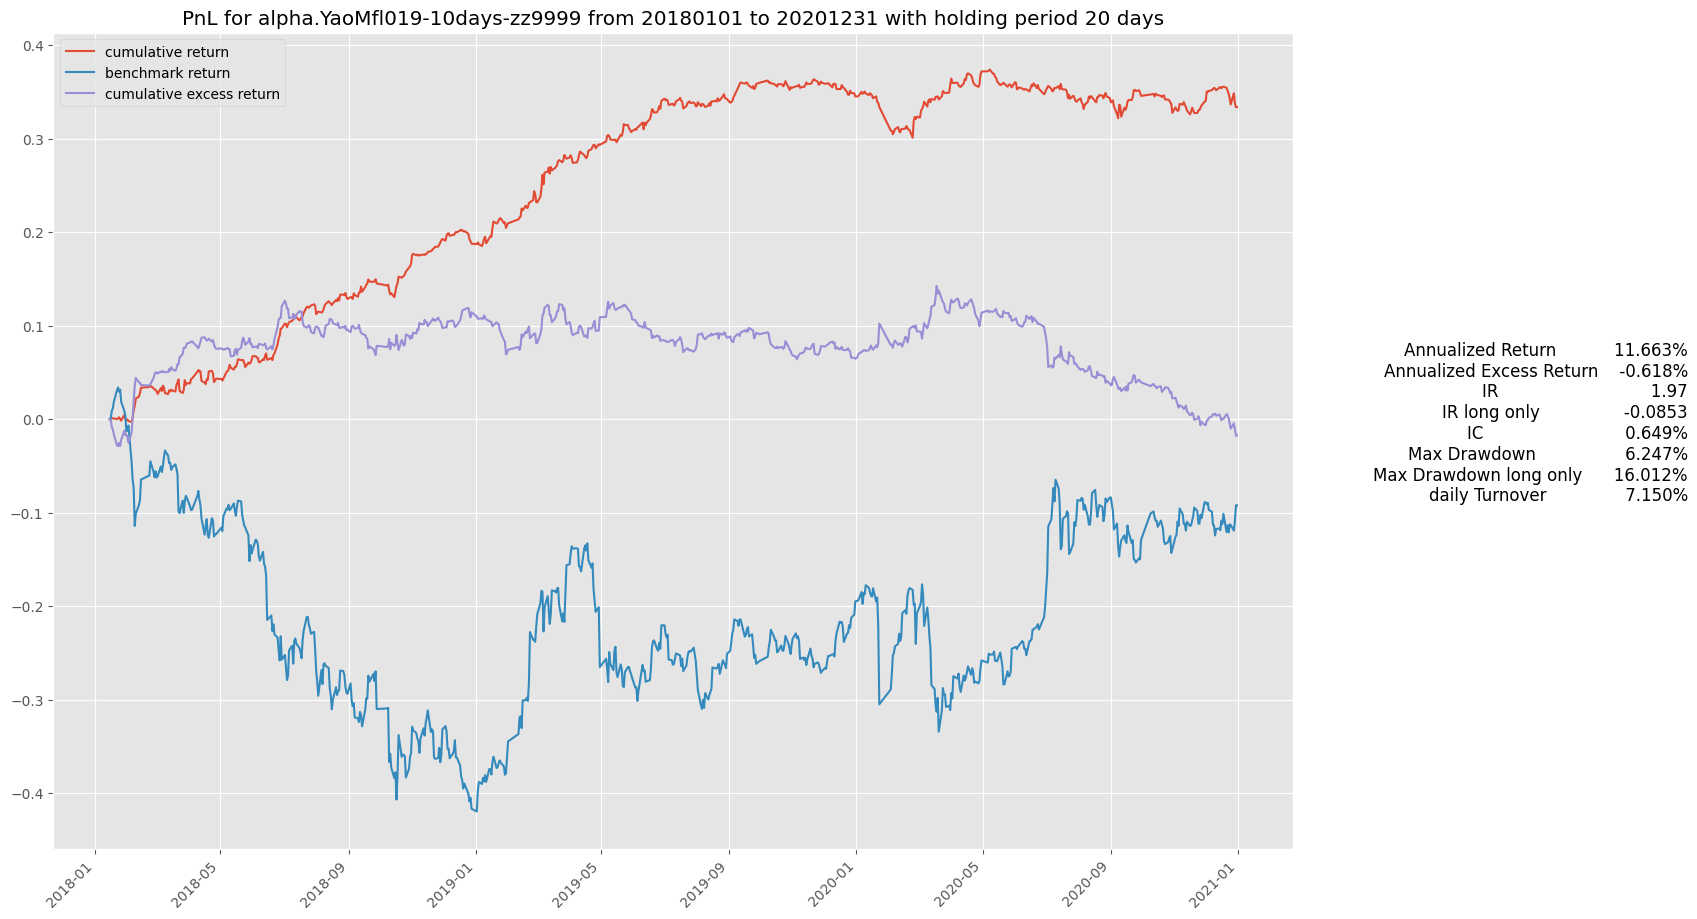 PnL for alpha.YaoMfl019-10days-zz9999 from 20180101 to 20201231 with holding period 20 days
cumulative return
benchmark return
cumulative excess return
0.4
0.3
0.2
0.1
0.0
−0.1
−0.2
−0.3
−0.4
2018-01
2018-05
2018-09
2019-01
2019-05
2019-09
2020-01
2020-05
2020-09
2021-01
Annualized Return 11.663%
Annualized Excess Return -0.618%
IR 1.97
IR long only -0.0853
IC 0.649%
Max Drawdown 6.247%
Max Drawdown long only 16.012%
daily Turnover 7.150%